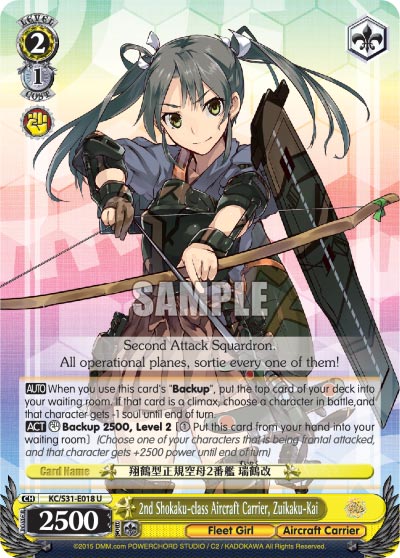 LEVEL
2
1
COST
SAMPLE
Second Attack Squadron.
All operational planes, sortie every one of them!
AUTO When you use this card's "Backup", put the top card of your deck into
your waiting room. If that card is a climax, choose a character in battle,and
that character gets -1 soul until end of turn.
ACT Backup 2500, Level 2 [① Put this card from your hand into your
waiting room] (Choose one of your characters that is being frontal attacked,
and that character gets +2500 power until end of turn)
Card Name 翔鶴型正規空母2番艦 瑞鶴改
CH KC/S31-E018 U
2500
2nd Shokaku-class Aircraft Carrier, Zuikaku-Kai
Fleet Girl Aircraft Carrier
©2015 DMM.com POWERCHORD STUDIO / C2 / KADOKAWA All Rights Reserved.